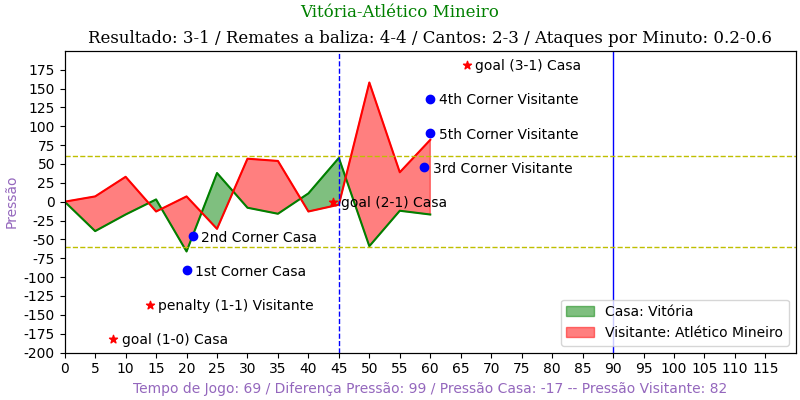 Vitória-Atlético Mineiro
Resultado: 3-1 / Remates a baliza: 4-4 / Cantos: 2-3 / Ataques por Minuto: 0.2-0.6
Pressão
175
150
125
100
75
50
25
0
-25
-50
-75
-100
-125
-150
-175
-200
goal (3-1) Casa
4th Corner Visitante
5th Corner Visitante
3rd Corner Visitante
goal (2-1) Casa
2nd Corner Casa
1st Corner Casa
penalty (1-1) Visitante
goal (1-0) Casa
Casa: Vitória
Visitante: Atlético Mineiro
0 5 10 15 20 25 30 35 40 45 50 55 60 65 70 75 80 85 90 95 100 105 110 115
Tempo de Jogo: 69 / Diferença Pressão: 99 / Pressão Casa: -17 -- Pressão Visitante: 82